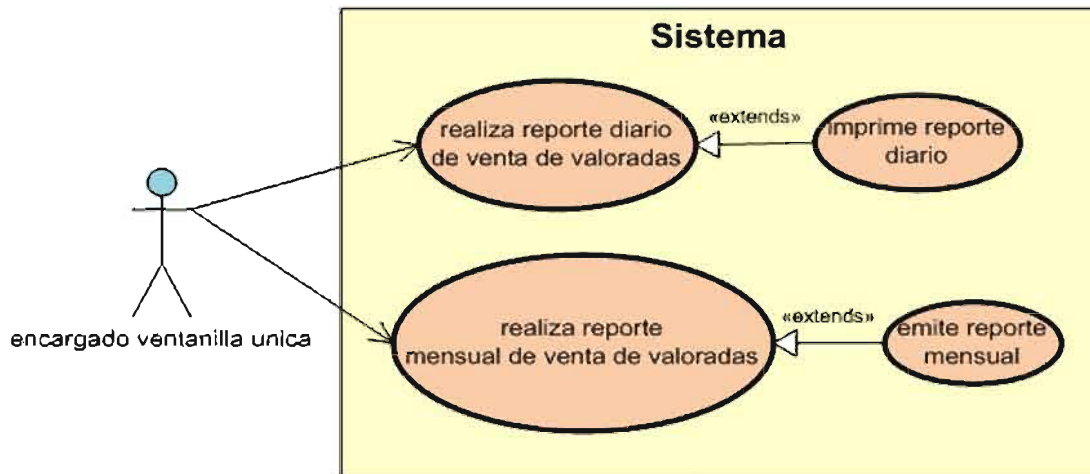 Sistema
realiza reporte diario
de venta de valoradas
«extends»
imprime reporte
diario
encargado ventanilla unica
realiza reporte
mensual de venta de valoradas
«extends»
emite reporte
mensual